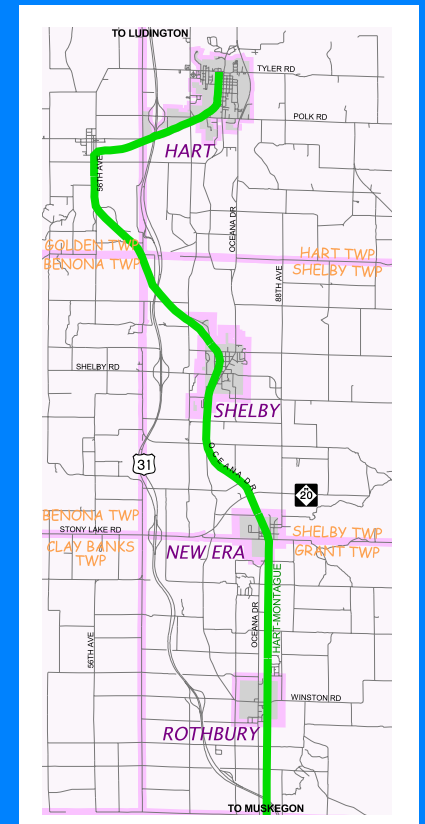 TO LUDINGTON
TYLER RD
POLK RD
HART
56TH AVE
OCEANA DR
GOLDEN TWP
BENONA TWP
HART TWP
SHELBY TWP
88TH AVE
SHELBY RD
SHELBY
OCEANA DR
31
M
20
BENONA TWP
STONY LAKE RD
CLAY BANKS
TWP
NEW ERA
SHELBY TWP
GRANT TWP
HART-MONTAGUE
OCEANA DR
56TH AVE
WINSTON RD
ROTHBURY
TO MUSKEGON